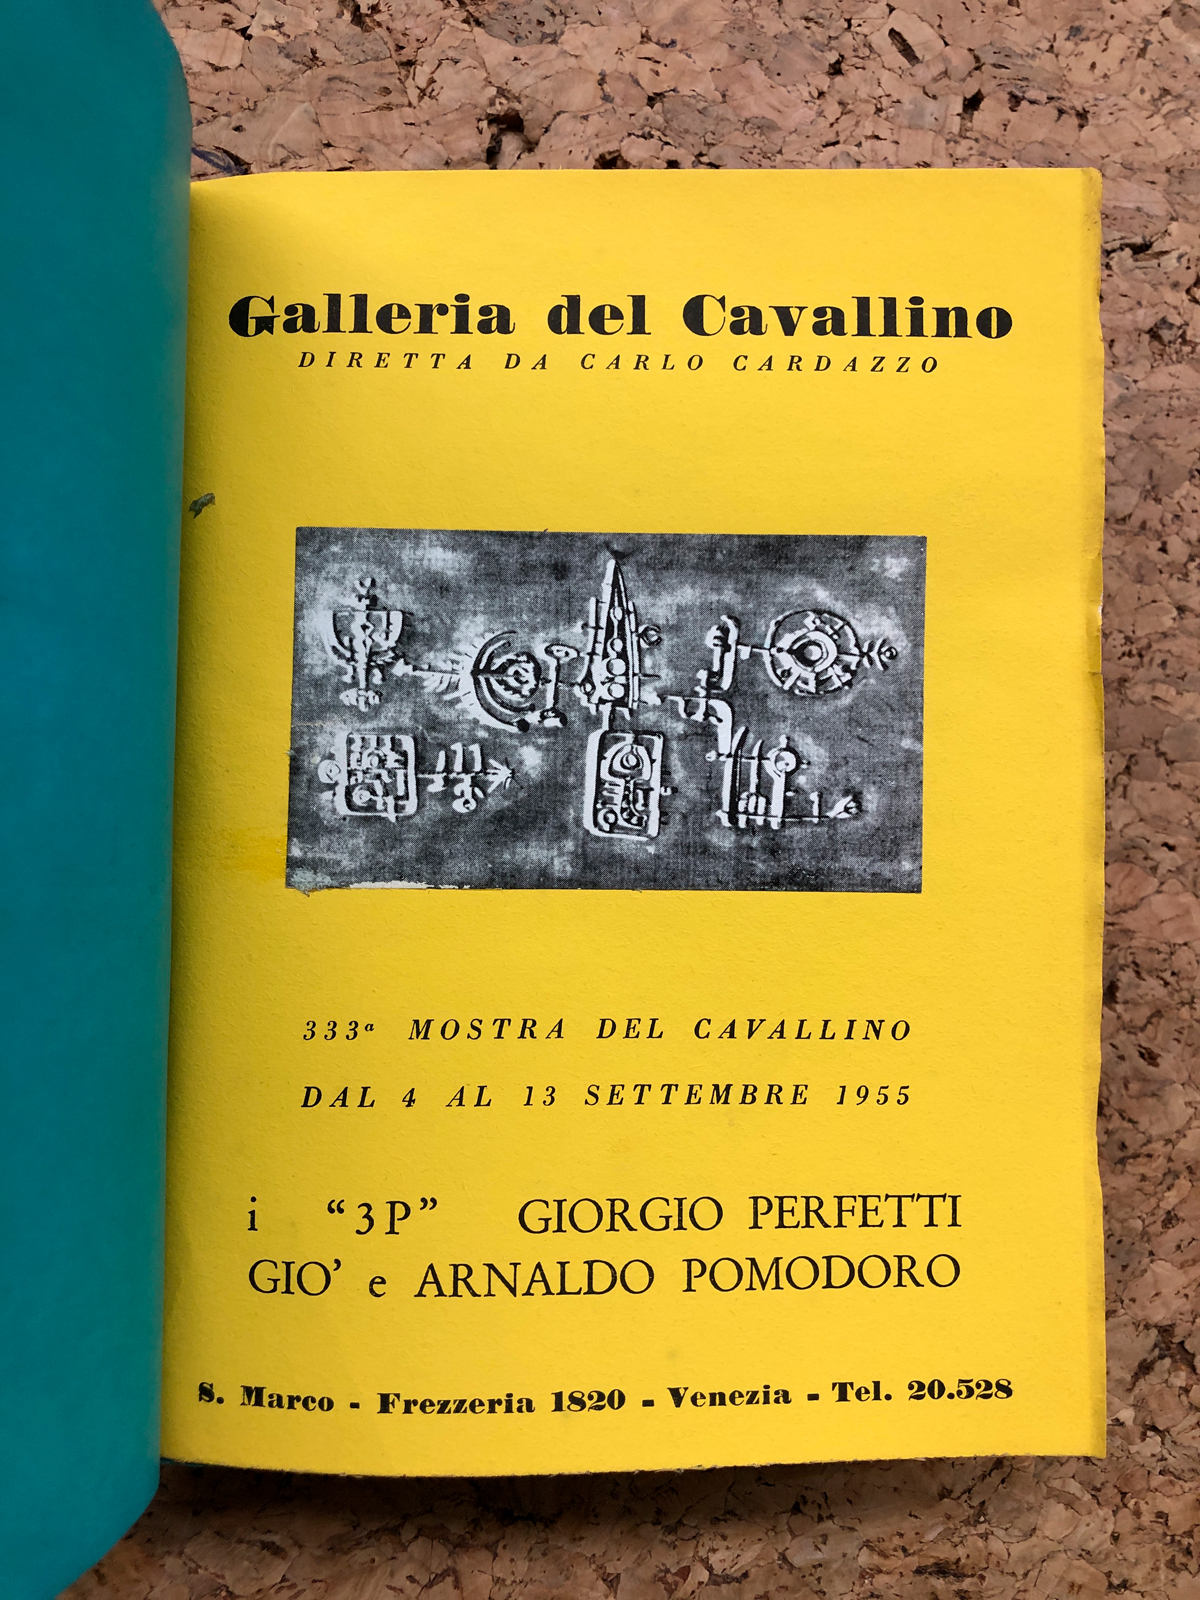 Galleria del Cavallino
DIRETTA DA CARLO CARDAZZO
333ª MOSTRA DEL CAVALLINO
DAL 4 AL 13 SETTEMBRE 1955
i “3P” GIORGIO PERFETTI
GIO’ e ARNALDO POMODORO
S. Marco - Frezzeria 1820 - Venezia - Tel. 20.528